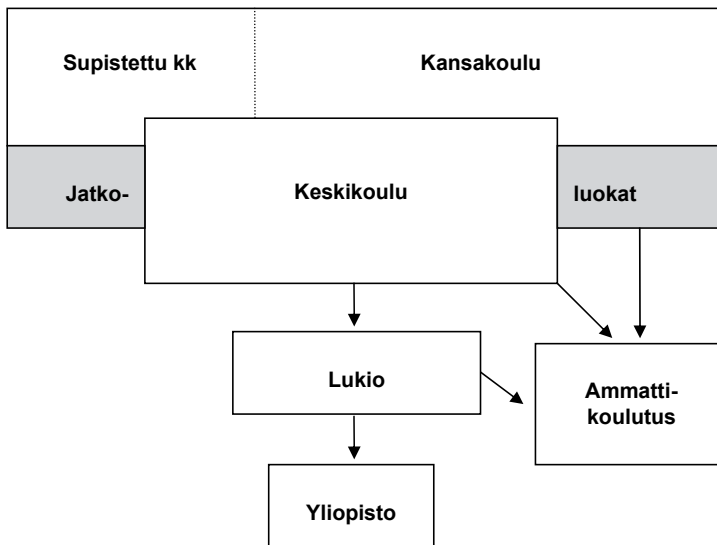 Supistettu kk
Kansakoulu
Jatko-
Keskikoulu
luokat
Lukio
Ammatti-
koulutus
Yliopisto